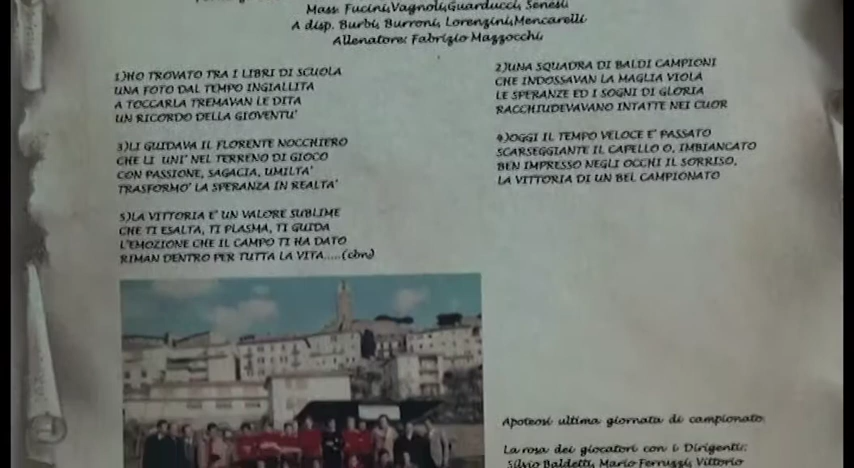 Mass. Fucini,Vagnoli,Guarducci, Senesi
A disp. Burbi, Burroni, Lorenzini,Mencarelli
Allenatore: Fabrizio Mazzocchi
1)HO TROVATO TRA I LIBRI DI SCUOLA
UNA FOTO DAL TEMPO INGIALLITA
A TOCCARLA TREMAVAN LE DITA
UN RICORDO DELLA GIOVENTU'
2)UNA SQUADRA DI BALDI CAMPIONI
CHE INDOSSAVAN LA MAGLIA VIOLA
LE SPERANZE ED I SOGNI DI GLORIA
RACCHIUDEVAVANO INTATTE NEI CUOR
3)LI GUIDAVA IL FLORENTE NOCCHIERO
CHE LI UNI' NEL TERRENO DI GIOCO
CON PASSIONE, SAGACIA, UMILTA'
TRASFORMO' LA SPERANZA IN REALTA'
4)OGGI IL TEMPO VELOCE E' PASSATO
SCARSEGGIANTE IL CAPELLO O, IMBIANCATO
BEN IMPRESSO NEGLI OCCHI IL SORRISO,
LA VITTORIA DI UN BEL CAMPIONATO
5)LA VITTORIA E' UN VALORE SUBLIME
CHE TI ESALTA, TI PLASMA, TI GUIDA
L'EMOZIONE CHE IL CAMPO TI HA DATO
RIMAN DENTRO PER TUTTA LA VITA.....(cbn)
Apoteosi ultima giornata di campionato
La rosa dei giocatori con i Dirigenti:
Silvio Baldetti, Mario Ferruzzi, Vittorio